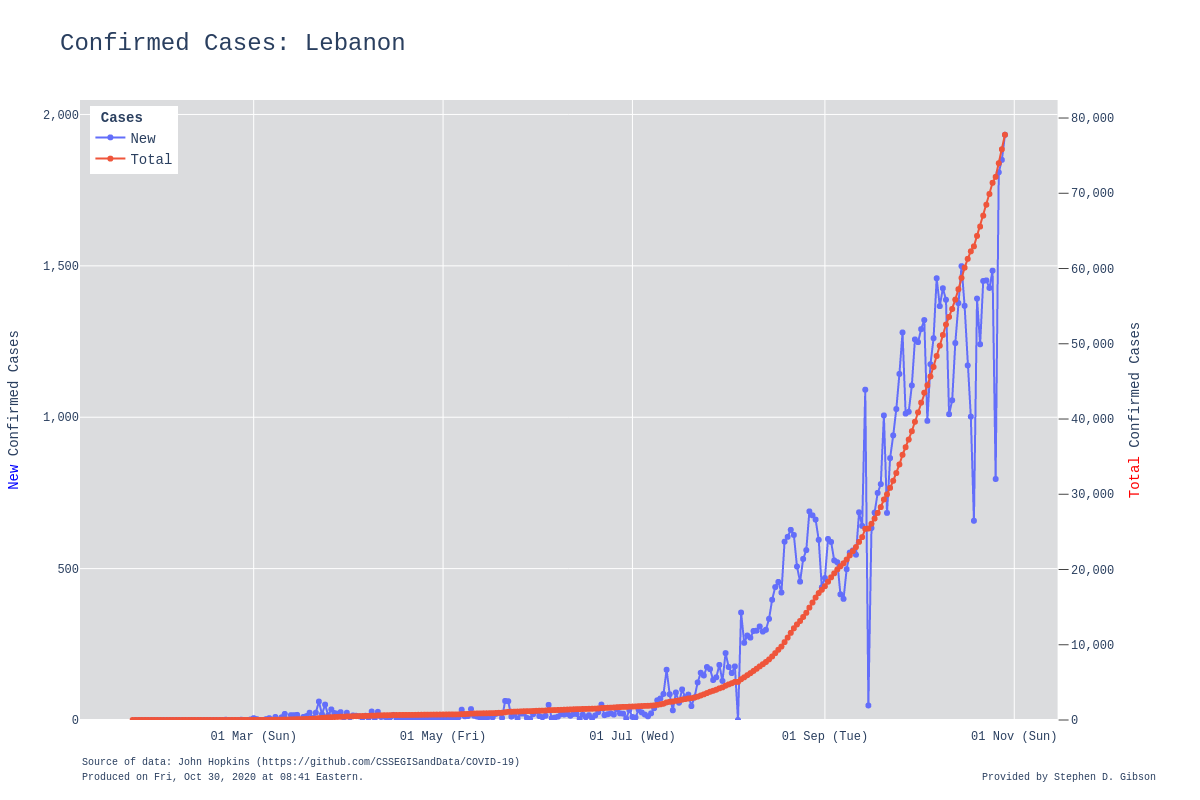 Confirmed Cases: Lebanon
Cases
New
Total
2,000
1,500
1,000
500
0
80,000
70,000
60,000
50,000
40,000
30,000
20,000
10,000
0
New Confirmed Cases
Total Confirmed Cases
01 Mar (Sun)
01 May (Fri)
01 Jul (Wed)
01 Sep (Tue)
01 Nov (Sun)
Source of data: John Hopkins (https://github.com/CSSEGISandData/COVID-19)
Produced on Fri, Oct 30, 2020 at 08:41 Eastern.
Provided by Stephen D. Gibson